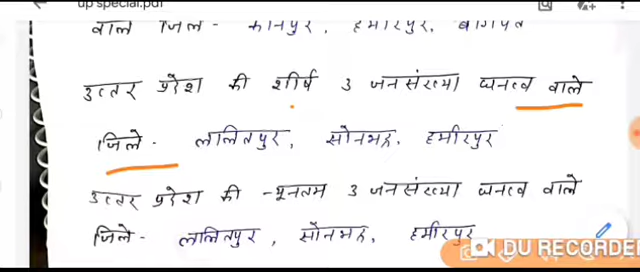 up special.pdf
वाले जिले - कानपुर, हमीरपुर, बागपत
उत्तर प्रदेश की शीर्ष 3 जनसंख्या घनत्व वाले
जिले - ललितपुर, सोनभद्र, हमीरपुर
उत्तर प्रदेश की न्यूनतम 3 जनसंख्या घनत्व वाले
जिले - ललितपुर, सोनभद्र, हमीरपुर
DU RECORDER